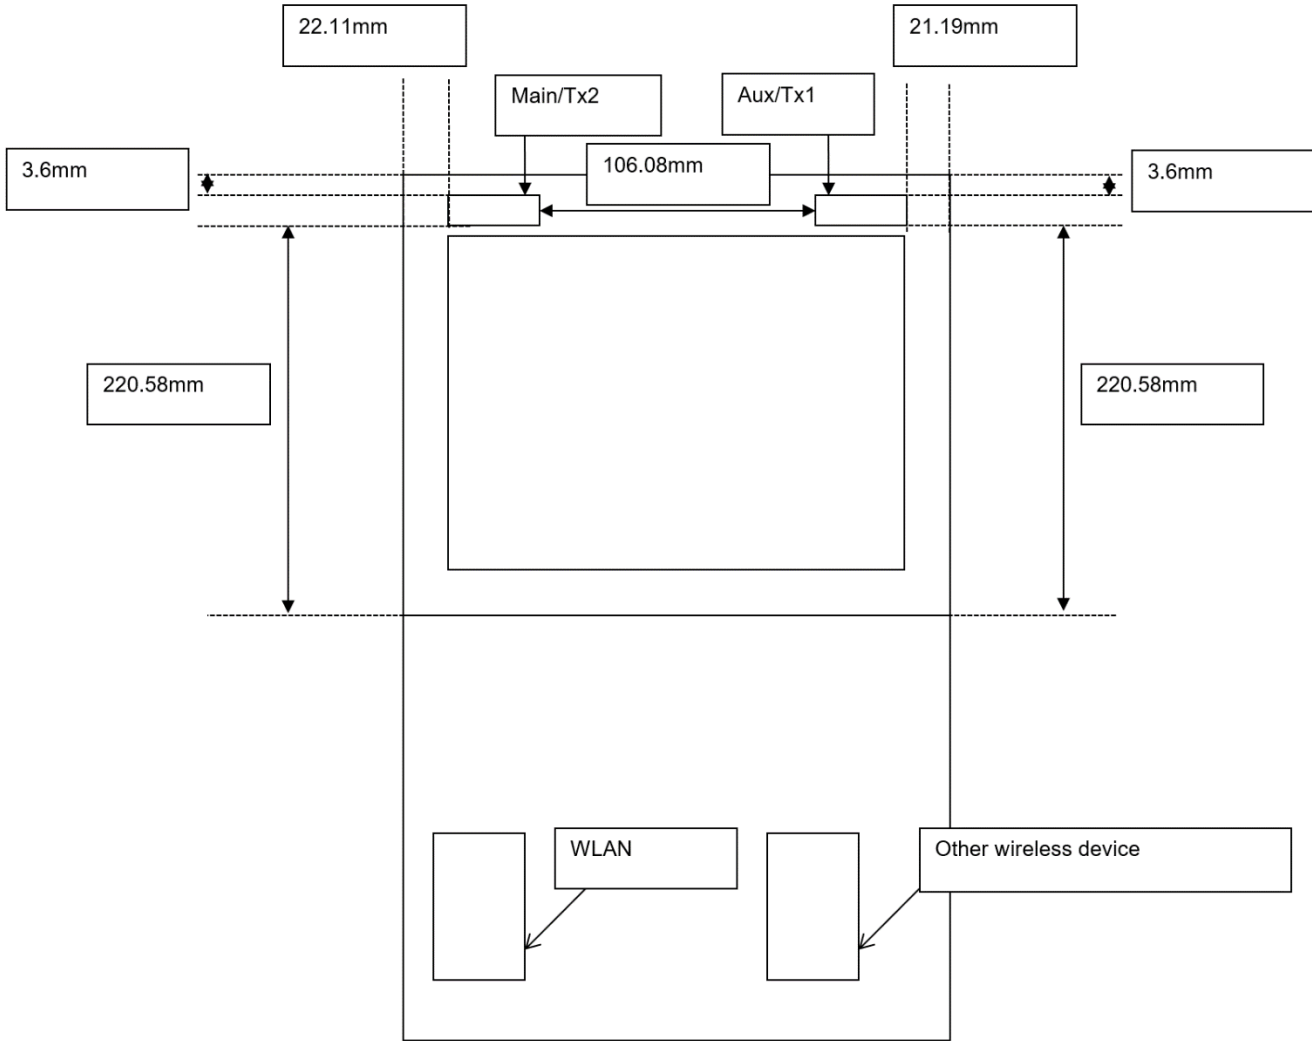 22.11mm
21.19mm
Main/Tx2
Aux/Tx1
3.6mm
106.08mm
3.6mm
220.58mm
220.58mm
WLAN
Other wireless device